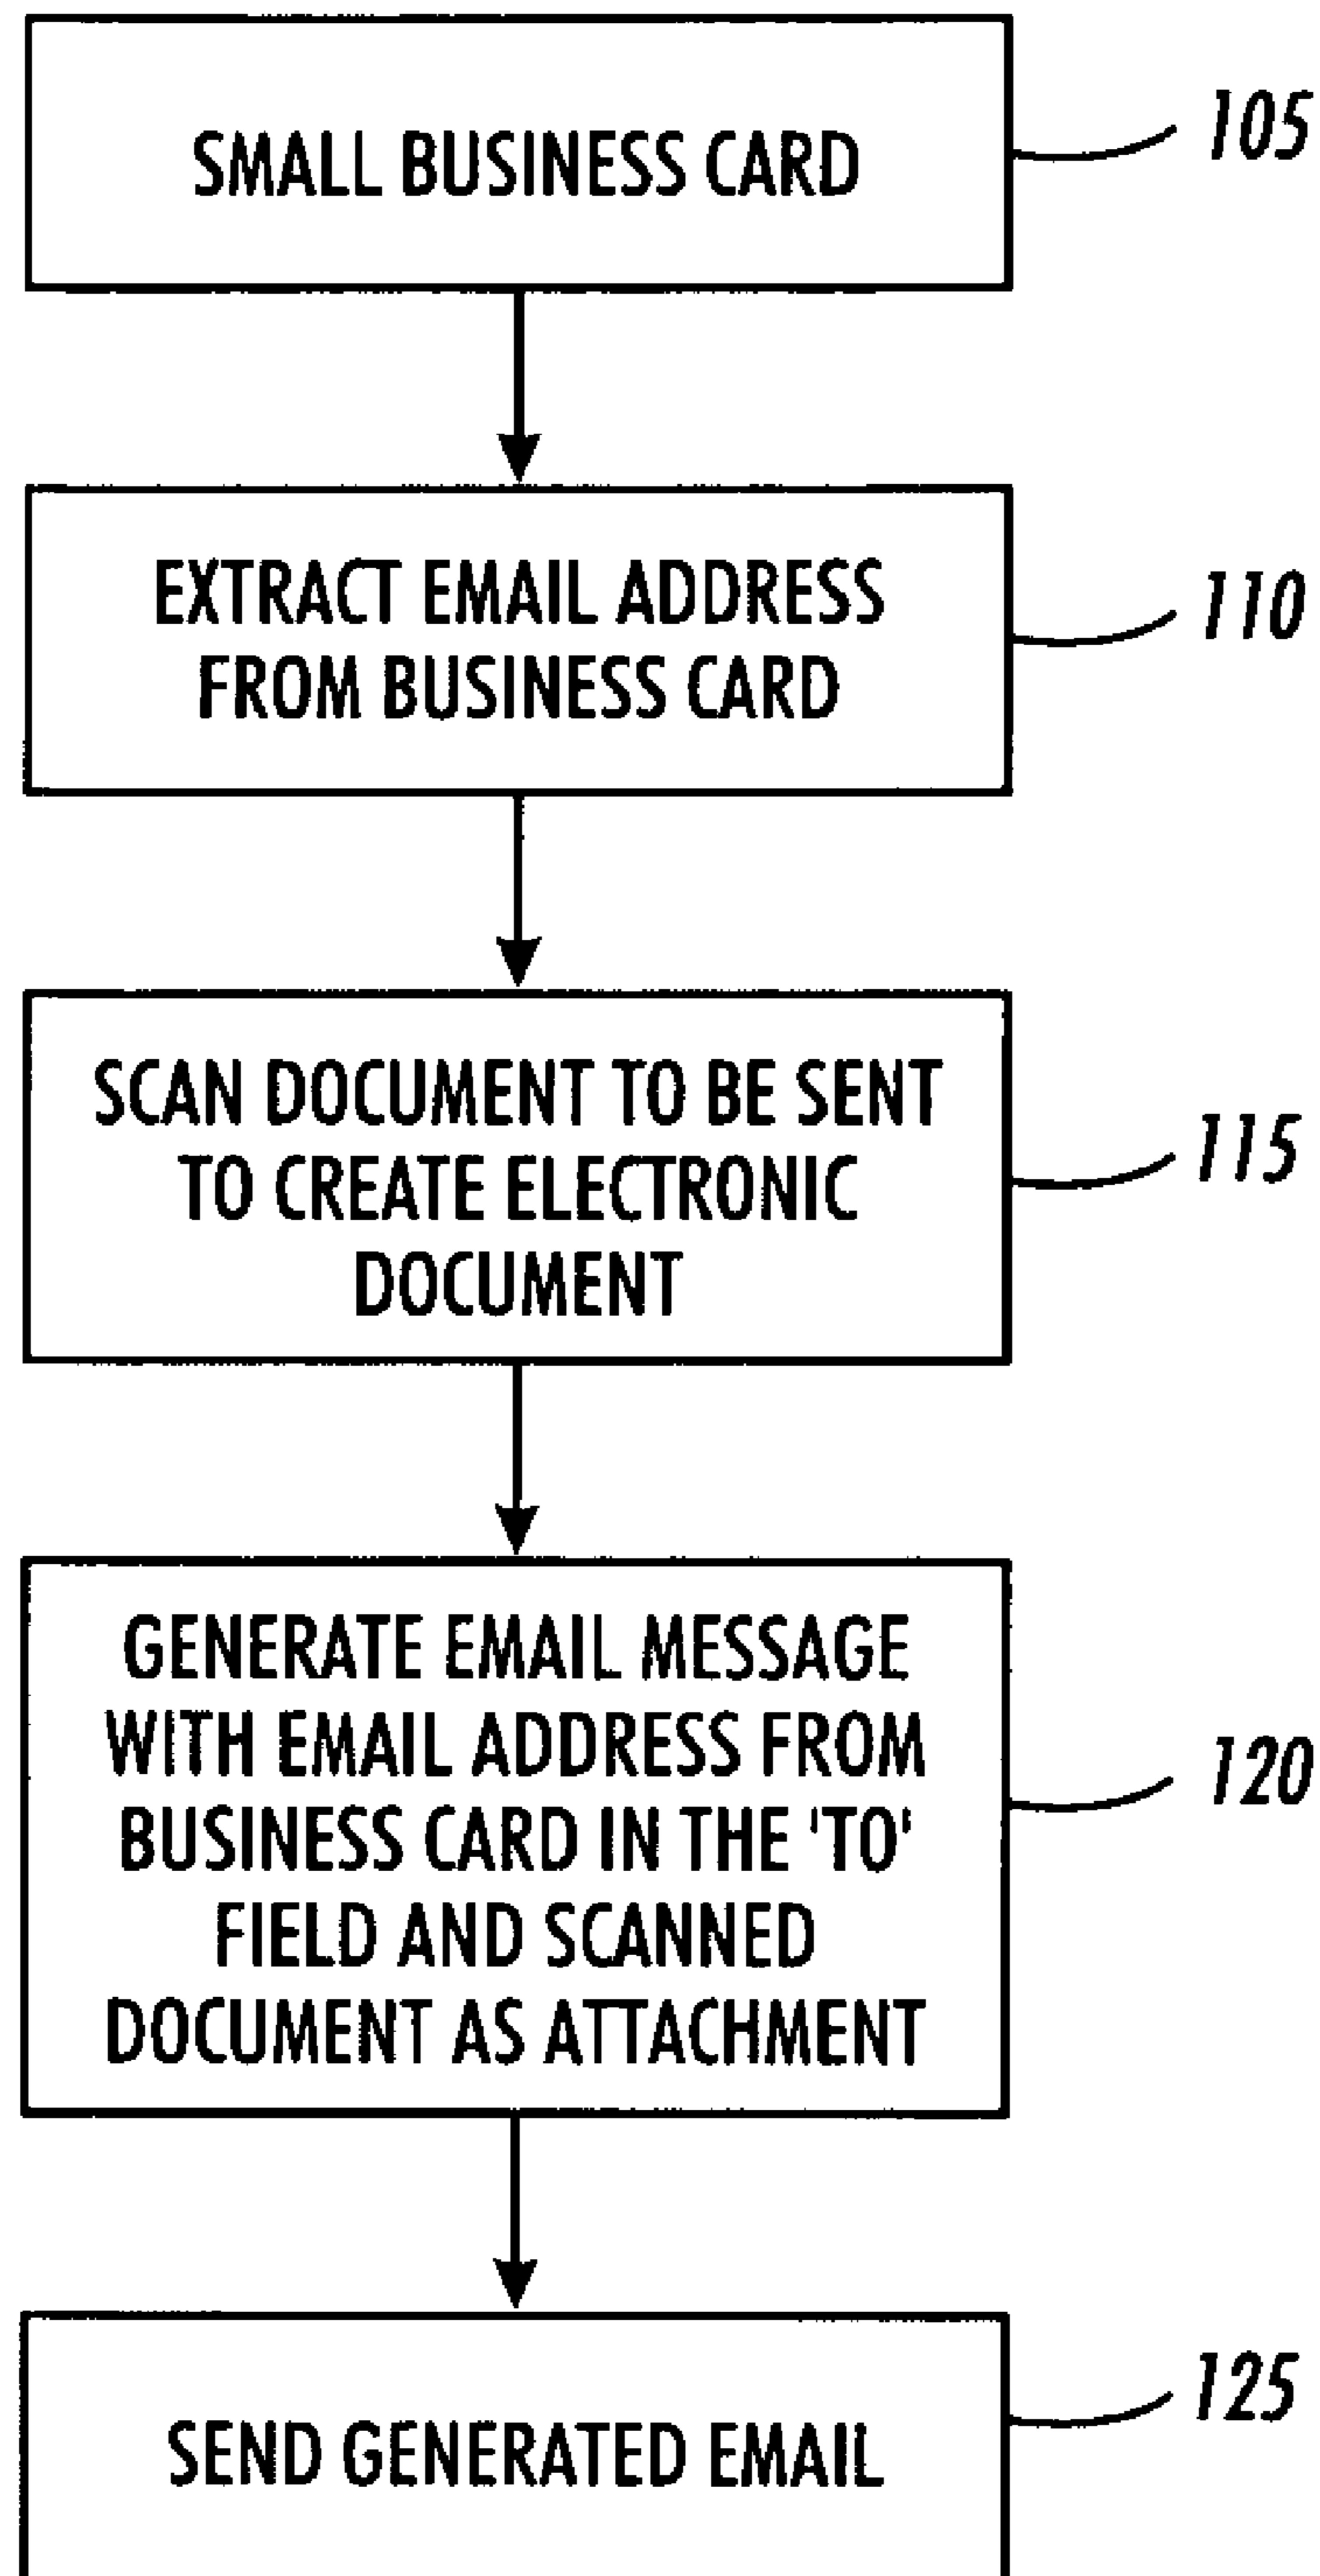 SMALL BUSINESS CARD
105
EXTRACT EMAIL ADDRESS
FROM BUSINESS CARD
110
SCAN DOCUMENT TO BE SENT
TO CREATE ELECTRONIC
DOCUMENT
115
GENERATE EMAIL MESSAGE
WITH EMAIL ADDRESS FROM
BUSINESS CARD IN THE 'TO'
FIELD AND SCANNED
DOCUMENT AS ATTACHMENT
120
SEND GENERATED EMAIL
125